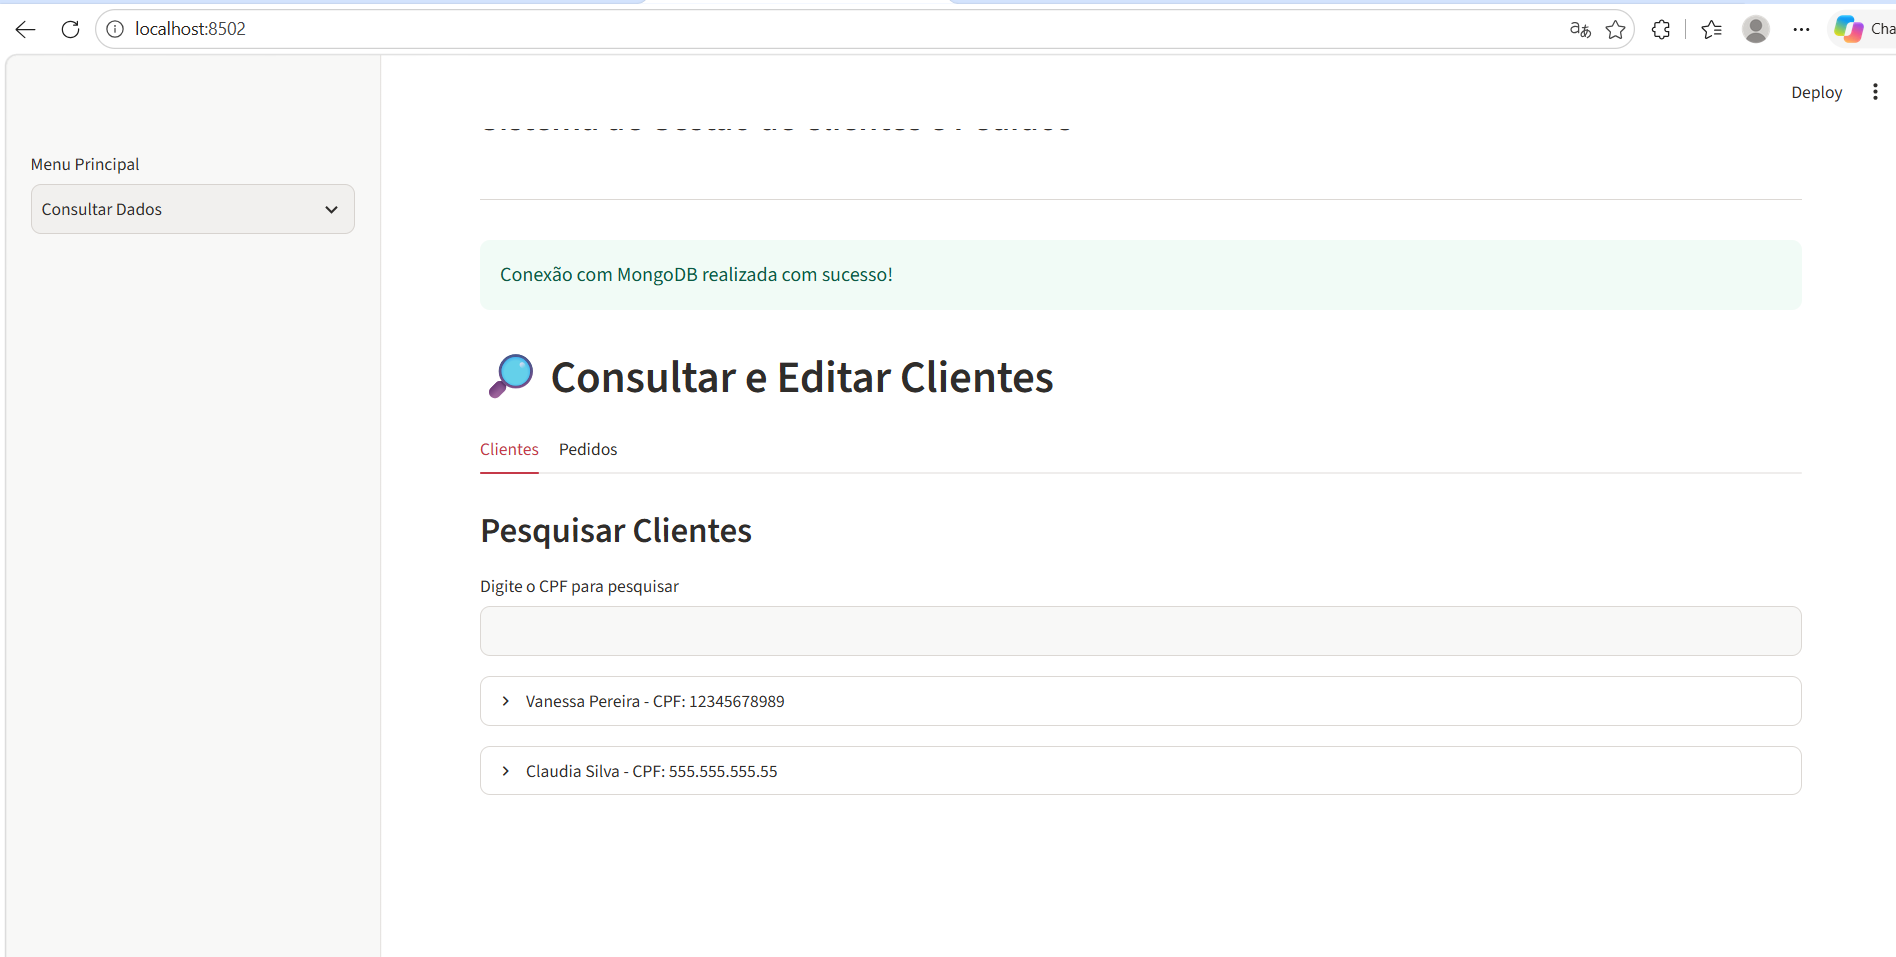 localhost:8502
Cha
Deploy
Menu Principal
Consultar Dados
Conexão com MongoDB realizada com sucesso!
Consultar e Editar Clientes
Clientes Pedidos
Pesquisar Clientes
Digite o CPF para pesquisar
Vanessa Pereira - CPF: 12345678989
Claudia Silva - CPF: 555.555.555.55